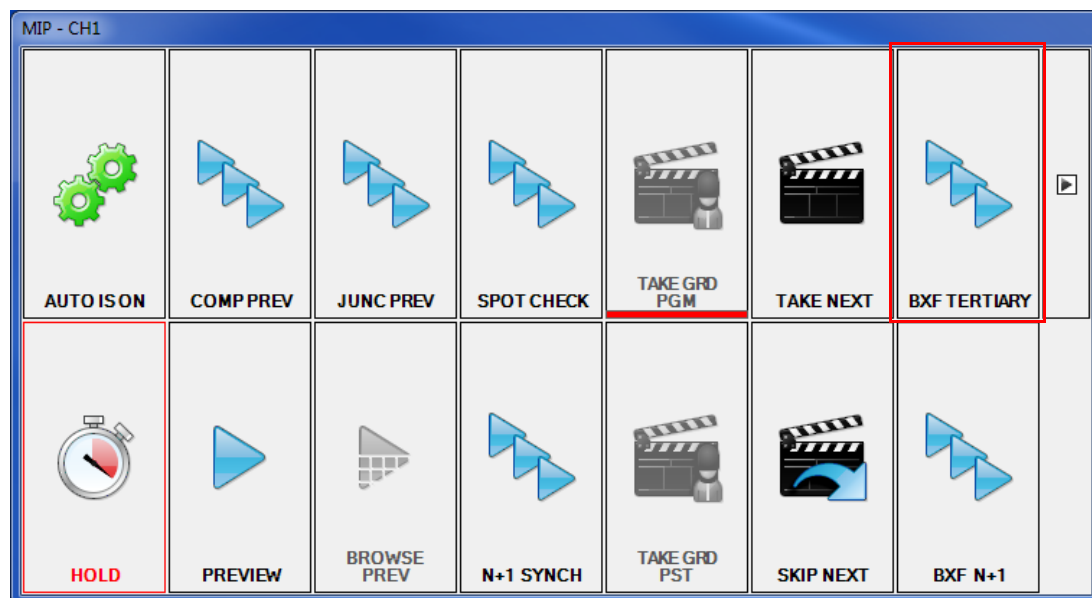 MIP - CH1
AUTO IS ON
COMP PREV
JUNC PREV
SPOT CHECK
TAKE GRD
PGM
TAKE NEXT
BXF TERTIARY
HOLD
PREVIEW
BROWSE
PREV
N+1 SYNCH
TAKE GRD
PST
SKIP NEXT
BXF N+1